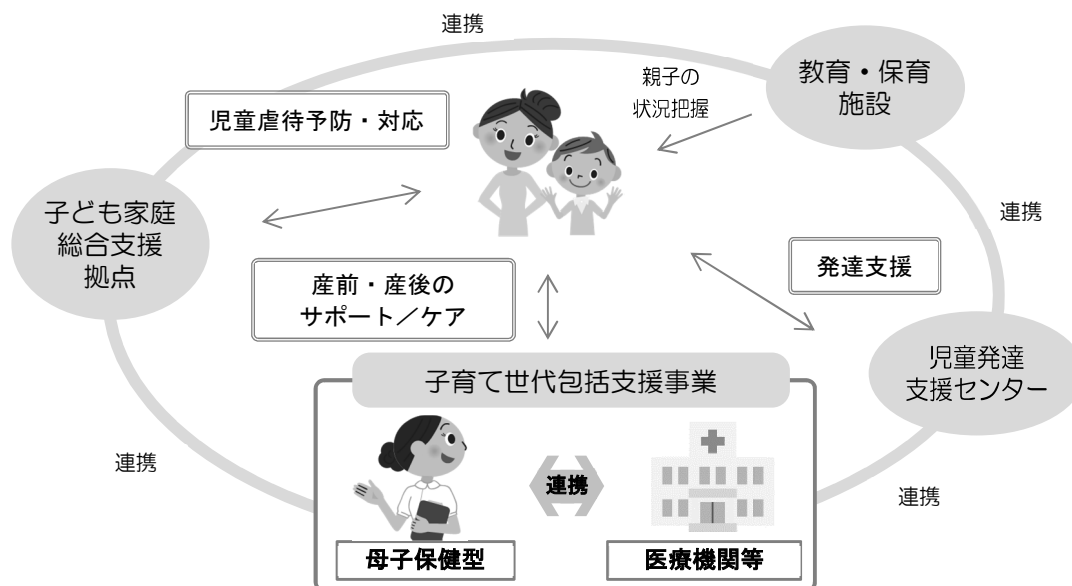 連携
教育・保育
施設
親子の
状況把握
児童虐待予防・対応
子ども家庭
総合支援
拠点
連携
発達支援
産前・産後の
サポート／ケア
児童発達
支援センター
子育て世代包括支援事業
連携
連携
連携
母子保健型
医療機関等